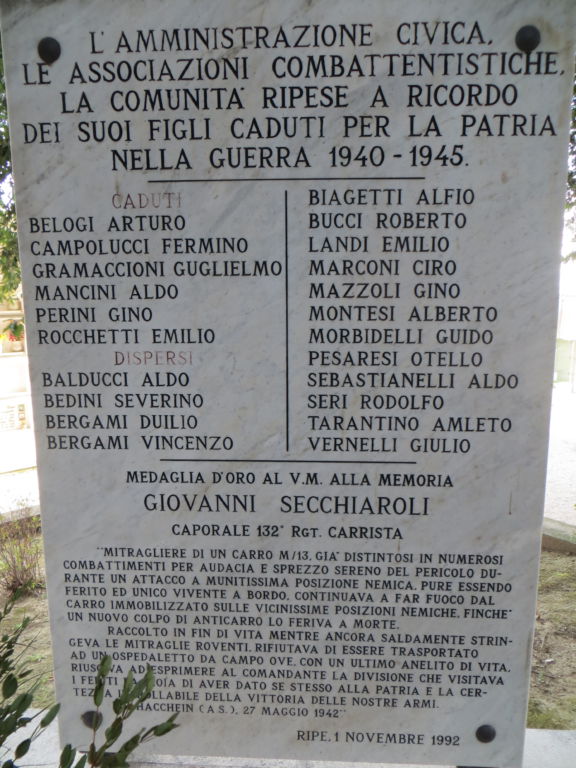 L'AMMINISTRAZIONE CIVICA,
LE ASSOCIAZIONI COMBATTENTISTICHE,
LA COMUNITA' RIPESE A RICORDO
DEI SUOI FIGLI CADUTI PER LA PATRIA
NELLA GUERRA 1940-1945.
CADUTI
BELOGI ARTURO
CAMPOLUCCI FERMINO
GRAMACCIONI GUGLIELMO
MANCINI ALDO
PERINI GINO
ROCCHETTI EMILIO
DISPERSI
BALDUCCI ALDO
BEDINI SEVERINO
BERGAMI DUILIO
BERGAMI VINCENZO
BIAGETTI ALFIO
BUCCI ROBERTO
LANDI EMILIO
MARCONI CIRO
MAZZOLI GINO
MONTESI ALBERTO
MORBIDELLI GUIDO
PESARESI OTELLO
SEBASTIANELLI ALDO
SERI RODOLFO
TARANTINO AMLETO
VERNELLI GIULIO
MEDAGLIA D'ORO AL V.M. ALLA MEMORIA
GIOVANNI SECCHIAROLI
CAPORALE 132° RGT. CARRISTA
"MITRAGLIERE DI UN CARRO M/13, GIA' DISTINTOSI IN NUMEROSI
COMBATTIMENTI PER AUDACIA E SPREZZO SERENO DEL PERICOLO DU-
RANTE UN ATTACCO A MUNITISSIMA POSIZIONE NEMICA, PURE ESSENDO
FERITO ED UNICO VIVENTE A BORDO, CONTINUAVA A FAR FUOCO DAL
CARRO IMMOBILIZZATO SULLE VICINISSIME POSIZIONI NEMICHE, FINCHE'
UN NUOVO COLPO DI ANTICARRO LO FERIVA A MORTE.
RACCOLTO IN FIN DI VITA MENTRE ANCORA SALDAMENTE STRIN-
GEVA LE MITRAGLIE ROVENTI, RIFIUTAVA DI ESSERE TRASPORTATO
AD UN OSPEDALETTO DA CAMPO OVE, CON UN ULTIMO ANELITO DI VITA,
RIUSCIVA AD ESPRIMERE AL COMANDANTE LA DIVISIONE CHE VISITAVA
I FERITI DI AVER DATO SE STESSO ALLA PATRIA E LA CER-
TEZZA DELLA VITTORIA DELLE NOSTRE ARMI.
(A.S.), 27 MAGGIO 1942"
RIPE, 1 NOVEMBRE 1992